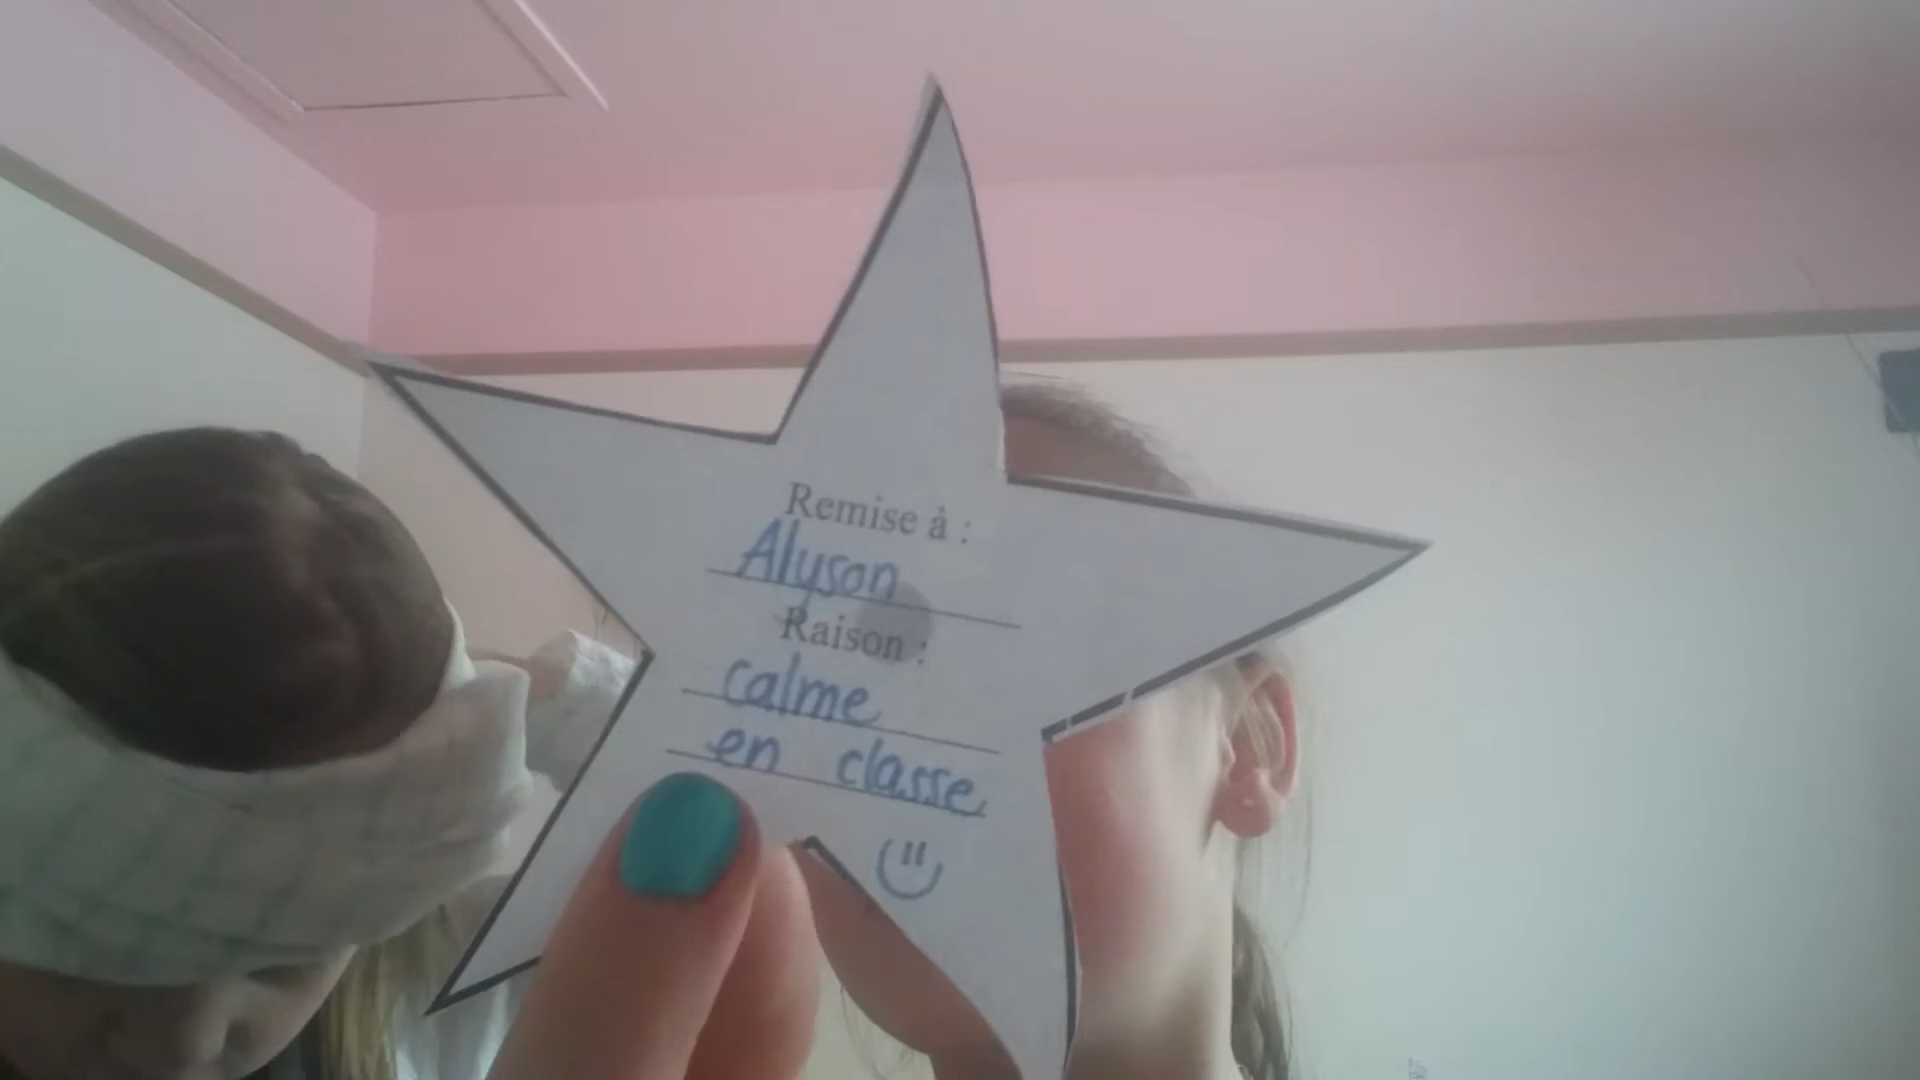 Remise à :
Alyson
Raison :
calme
en classe